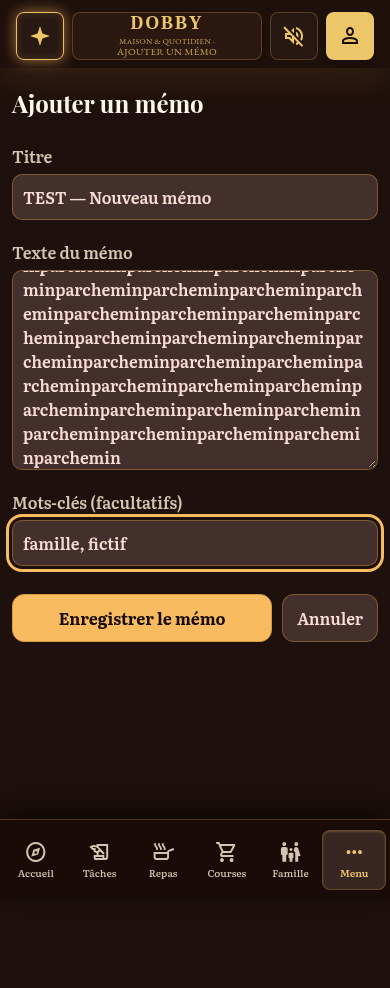 DOBBY
MAISON & QUOTIDIEN ·
AJOUTER UN MÉMO
Ajouter un mémo
Titre
TEST — Nouveau mémo
Texte du mémo
minparcheminparcheminparcheminparch
eminparcheminparcheminparcheminparc
heminparcheminparcheminparcheminpar
cheminparcheminparcheminparcheminpa
rcheminparcheminparcheminparcheminp
archeminparcheminparcheminparchemin
parcheminparcheminparcheminparchemi
nparchemin
Mots-clés (facultatifs)
famille, fictif
Enregistrer le mémo
Annuler
Accueil
Tâches
Repas
Courses
Famille
Menu